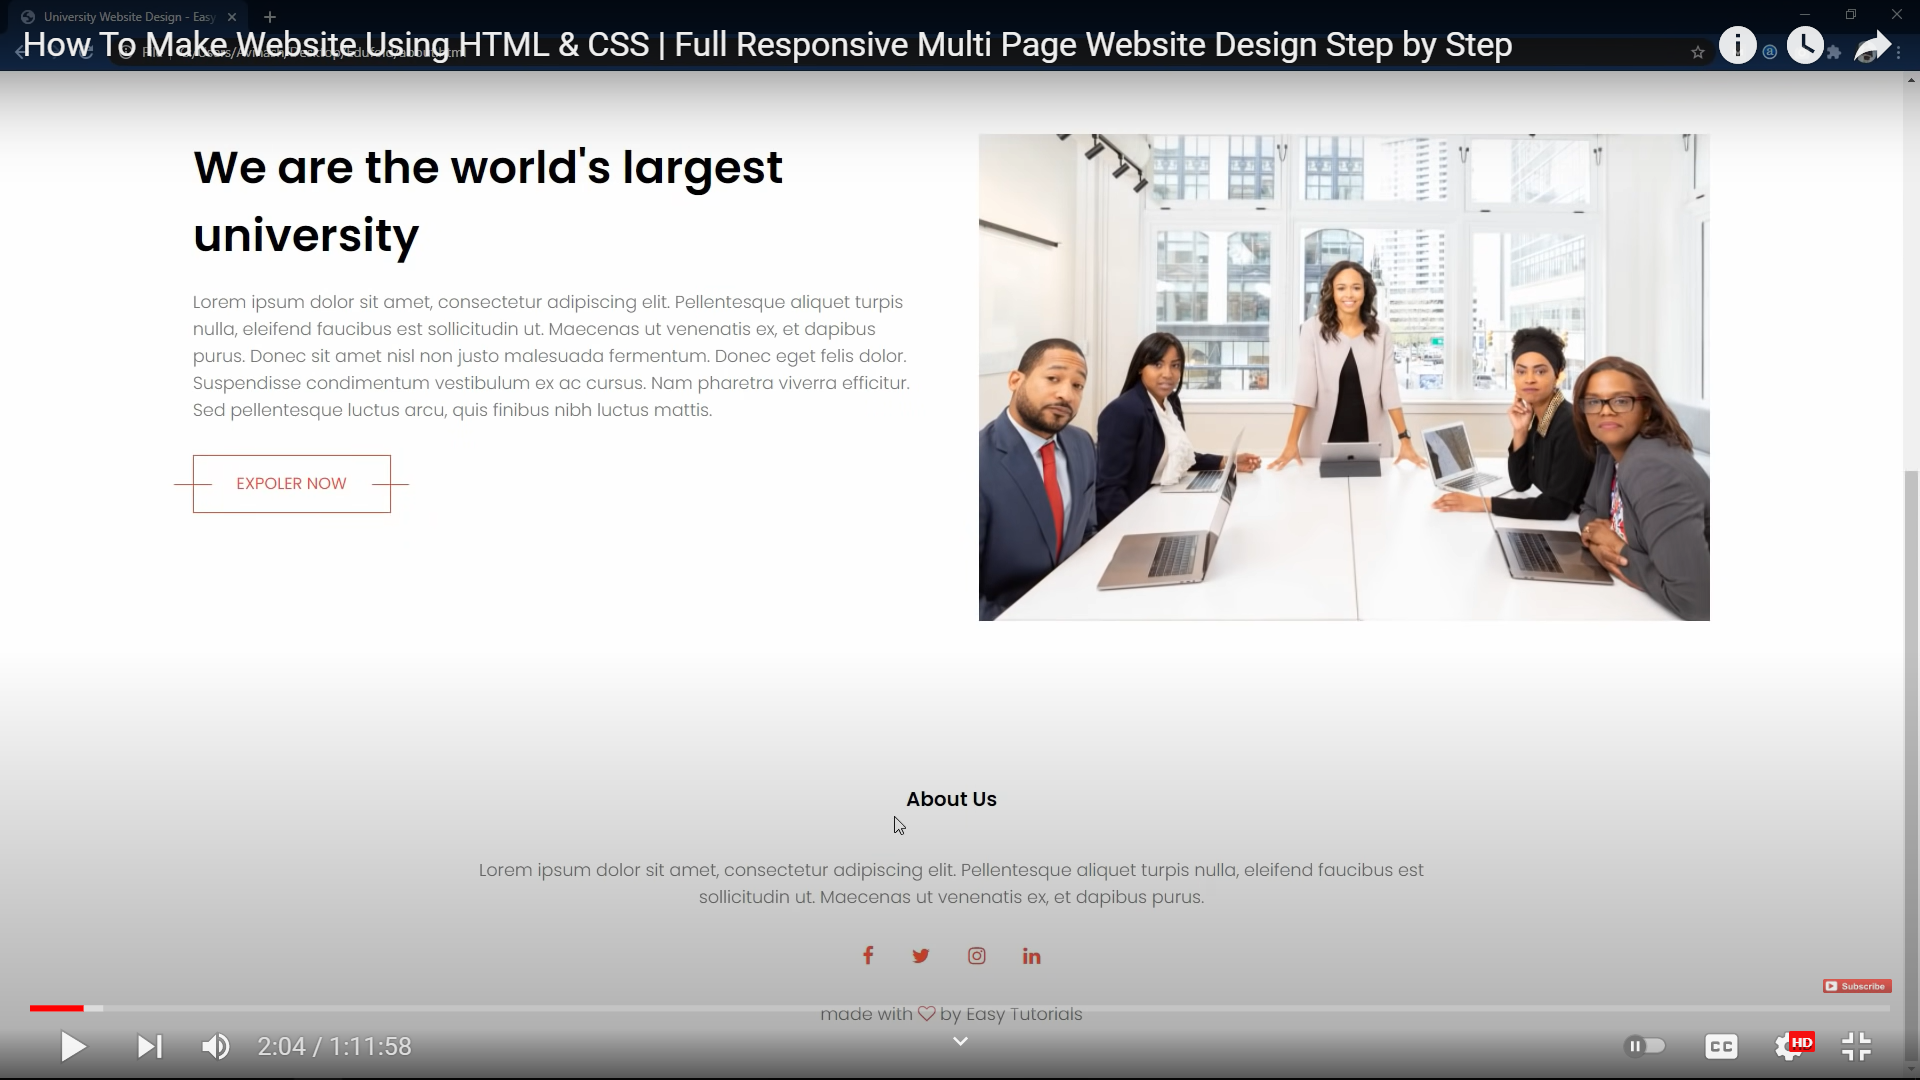 University Website Design - Easy
How To Make Website Using HTML & CSS | Full Responsive Multi Page Website Design Step by Step
We are the world's largest
university
Lorem ipsum dolor sit amet, consectetur adipiscing elit. Pellentesque aliquet turpis
nulla, eleifend faucibus est sollicitudin ut. Maecenas ut venenatis ex, et dapibus
purus. Donec sit amet nisl non justo malesuada fermentum. Donec eget felis dolor.
Suspendisse condimentum vestibulum ex ac cursus. Nam pharetra viverra efficitur.
Sed pellentesque luctus arcu, quis finibus nibh luctus mattis.
EXPOLER NOW
About Us
Lorem ipsum dolor sit amet, consectetur adipiscing elit. Pellentesque aliquet turpis nulla, eleifend faucibus est
sollicitudin ut. Maecenas ut venenatis ex, et dapibus purus.
Subscribe
made with by Easy Tutorials
2:04 / 1:11:58
CC
HD